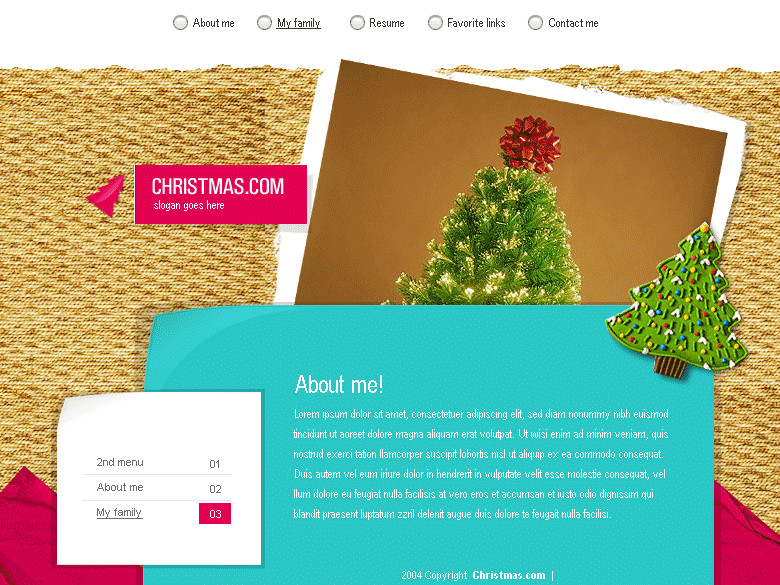 About me My family Resume Favorite links Contact me
CHRISTMAS.COM
slogan goes here
About me!
Lorem ipsum dolor sit amet, consectetuer adipiscing elit, sed diam nonummy nibh euismod
tincidunt ut aoreet dolore magna aliquam erat volutpat. Ut wisi enim ad minim veniam, quis
nostrud exerci tation llamcorper suscipit lobortis nisl ut aliquip ex ea commodo consequat.
Duis autem vel eum iriure dolor in hendrerit in vulputate velit esse molestie consequat, vel
llum dolore eu feugiat nulla facilisis at vero eros et accumsan et iusto odio dignissim qui
blandit praesent luptatum zzril delenit augue duis dolore te feugait nulla facilisi.
2nd menu 01
About me 02
My family 03
2004 Copyright Christmas.com |